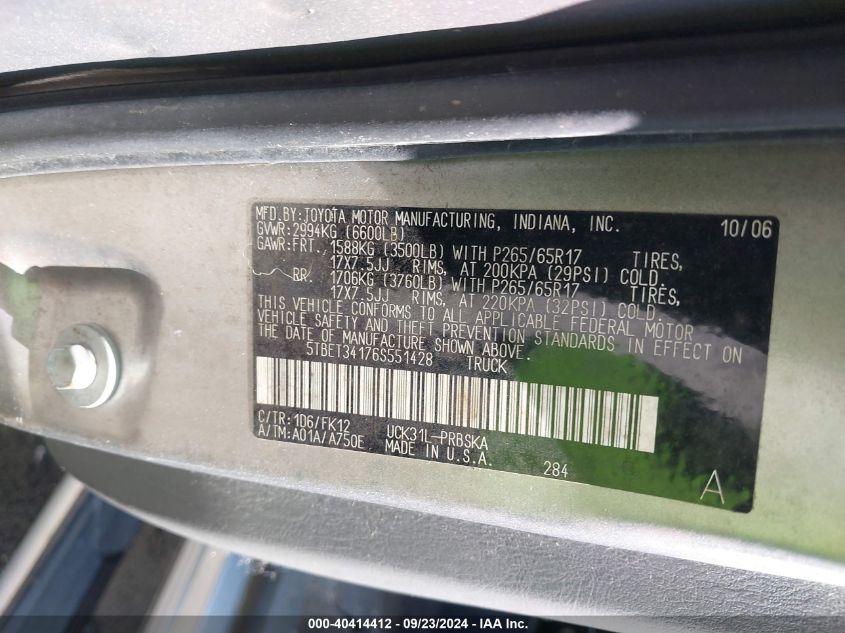 MFD.BY:TOYOTA MOTOR MANUFACTURING, INDIANA, INC. 10/06
GVWR:2994KG (6600LB)
GAWR:FRT. 1588KG (3500LB) WITH P265/65R17 TIRES,
17X7.5JJ RIMS, AT 200KPA (29PSI) COLD.
RR. 1706KG (3760LB) WITH P265/65R17 TIRES,
17X7.5JJ RIMS, AT 220KPA (32PSI) COLD.
THIS VEHICLE CONFORMS TO ALL APPLICABLE FEDERAL MOTOR
VEHICLE SAFETY AND THEFT PREVENTION STANDARDS IN EFFECT ON
THE DATE OF MANUFACTURE SHOWN ABOVE.
5TBET34176S551428 TRUCK
C/TR:1D6/FK12 UCK31L-PRBSKA
A/TM:A01A/A750E MADE IN U.S.A.
284 A
000-40414412 - 09/23/2024 - IAA Inc.